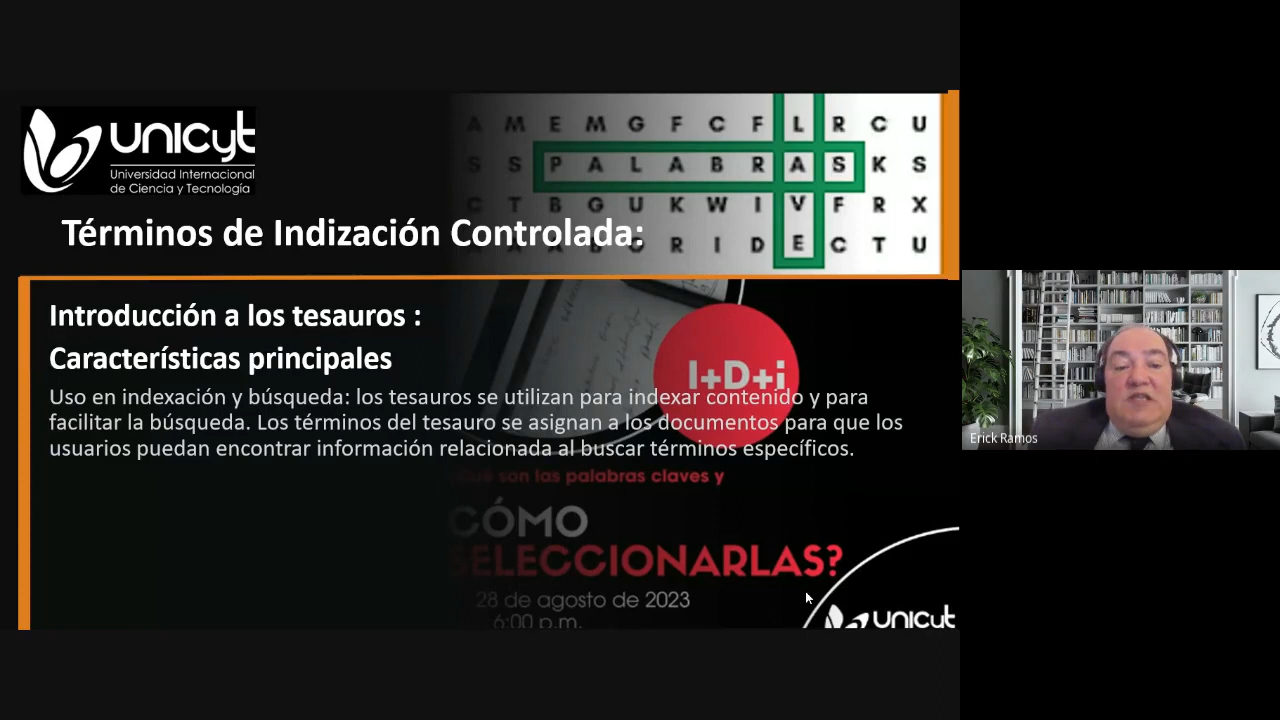 unicyt
Universidad Internacional
de Ciencia y Tecnología
A M E M G F C F L R C U
S S P A L A B R A S K S
C T B G U K W I V F R X
Términos de Indización Controlada:
R I D E C T U
Introducción a los tesauros :
Características principales
I+D+i
Uso en indexación y búsqueda: los tesauros se utilizan para indexar contenido y para
facilitar la búsqueda. Los términos del tesauro se asignan a los documentos para que los
usuarios puedan encontrar información relacionada al buscar términos específicos.
son las palabras claves y
CÓMO
SELECCIONARLAS?
28 de agosto de 2023
6:00 p.m.
unicyt
Erick Ramos